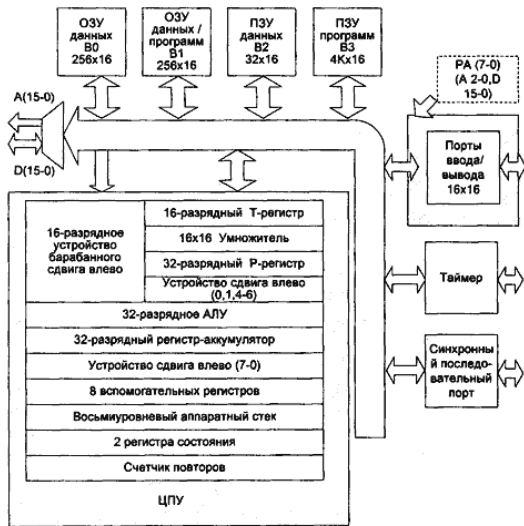 ОЗУ
данных
В0
256x16
ОЗУ
данных /
программ
В1
256x16
ПЗУ
данных
В2
32x16
ПЗУ
программ
В3
4Kx16
A(15-0)
D(15-0)
PA (7-0)
(A 2-0,D
15-0)
Порты
ввода/
вывода
16x16
16-разрядное
устройство
барабанного
сдвига влево
16-разрядный Т-регистр
16x16 Умножитель
32-разрядный Р-регистр
Устройство сдвига влево
(0,1,4-6)
32-разрядное АЛУ
32-разрядный регистр-аккумулятор
Устройство сдвига влево (7-0)
8 вспомогательных регистров
Восьмиуровневый аппаратный стек
2 регистра состояния
Счетчик повторов
ЦПУ
Таймер
Синхронны
й последо-
вательный
порт